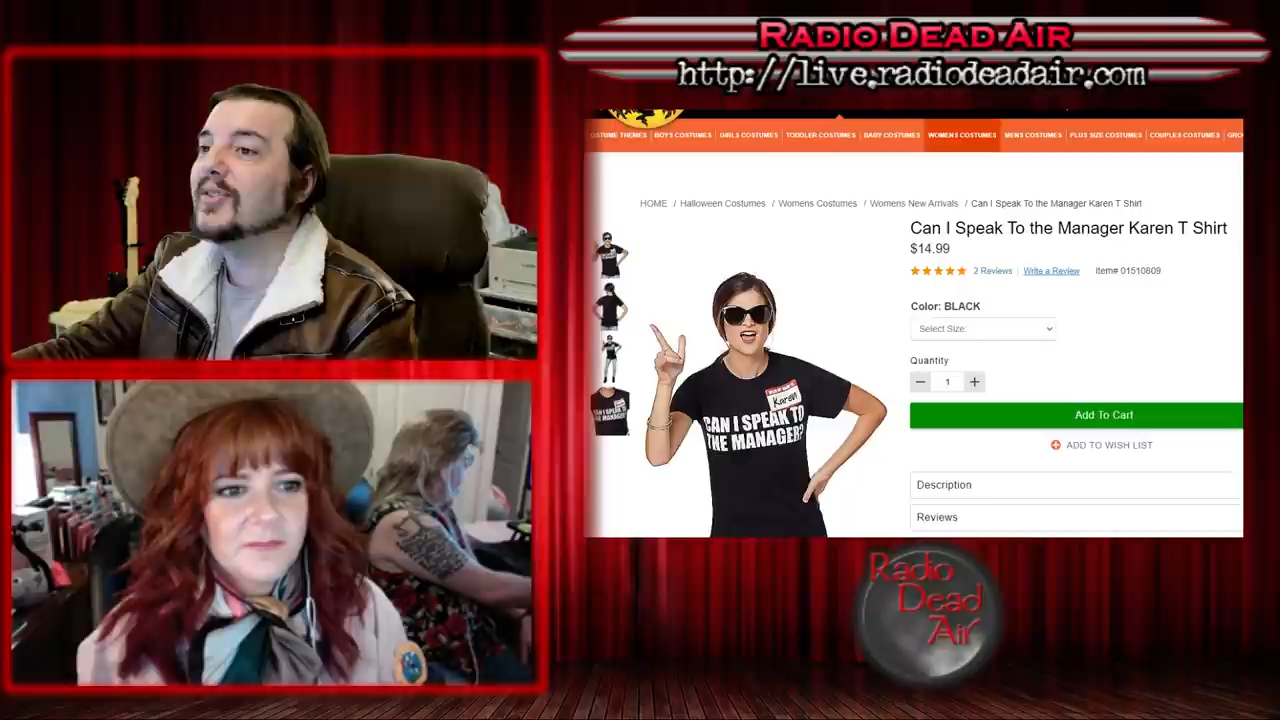 RADIO DEAD AIR
http://live.radiodeadair.com
OSTUME THEMES | BOYS COSTUMES | GIRLS COSTUMES | TODDLER COSTUMES | BABY COSTUMES | WOMENS COSTUMES | MENS COSTUMES | PLUS SIZE COSTUMES | COUPLES COSTUMES | GRO
HOME / Halloween Costumes / Womens Costumes / Womens New Arrivals / Can I Speak To the Manager Karen T Shirt
Can I Speak To the Manager Karen T Shirt
$14.99
2 Reviews | Write a Review Item# 01510809
Color: BLACK
Select Size:
Quantity
1
Add To Cart
ADD TO WISH LIST
Description
Reviews
Karen
CAN I SPEAK TO
THE MANAGER?
Radio
Dead
Air